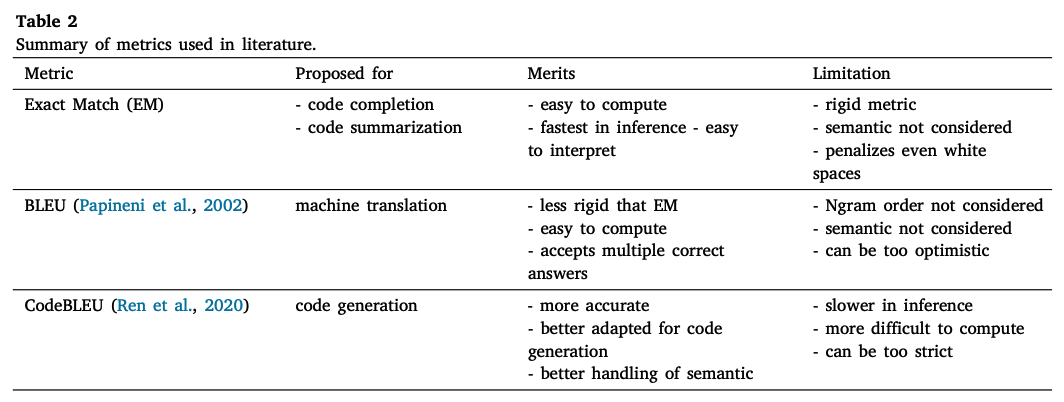 Table 2
Summary of metrics used in literature.
Metric Proposed for Merits Limitation
Exact Match (EM) - code completion - easy to compute - rigid metric
- code summarization - fastest in inference - easy - semantic not considered
to interpret - penalizes even white
spaces
BLEU (Papineni et al., 2002) machine translation - less rigid that EM - Ngram order not considered
- easy to compute - semantic not considered
- accepts multiple correct - can be too optimistic
answers
CodeBLEU (Ren et al., 2020) code generation - more accurate - slower in inference
- better adapted for code - more difficult to compute
generation - can be too strict
- better handling of semantic